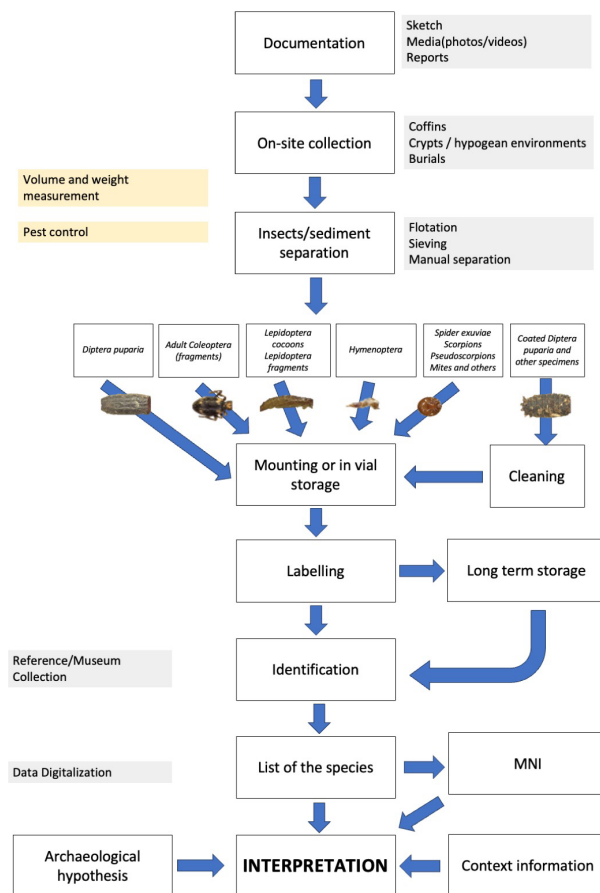 Documentation
Sketch
Media(photos/videos)
Reports
On-site collection
Coffins
Crypts / hypogean environments
Burials
Volume and weight
measurement
Pest control
Insects/sediment
separation
Flotation
Sieving
Manual separation
Diptera puparia
Adult Coleoptera
(fragments)
Lepidoptera
cocoons
Lepidoptera
fragments
Hymenoptera
Spider exuviae
Scorpions
Pseudoscorpions
Mites and others
Coated Diptera
puparia and
other specimens
Mounting or in vial
storage
Cleaning
Labelling
Long term storage
Reference/Museum
Collection
Identification
Data Digitalization
List of the species
MNI
Archaeological
hypothesis
INTERPRETATION
Context information